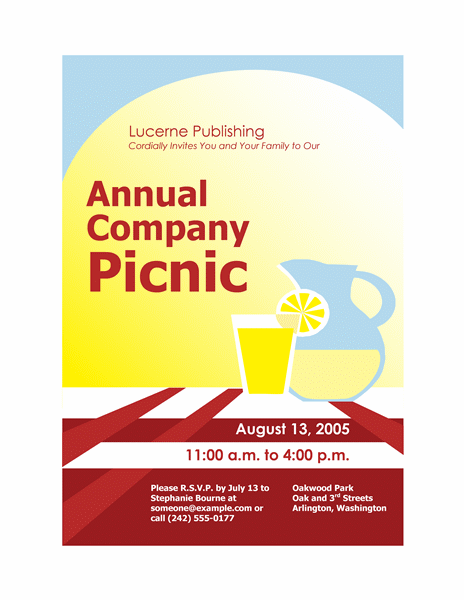 Lucerne Publishing
Cordially Invites You and Your Family to Our
Annual
Company
Picnic
August 13, 2005
11:00 a.m. to 4:00 p.m.
Please R.S.V.P. by July 13 to
Stephanie Bourne at
someone@example.com or
call (242) 555-0177
Oakwood Park
Oak and 3rd Streets
Arlington, Washington